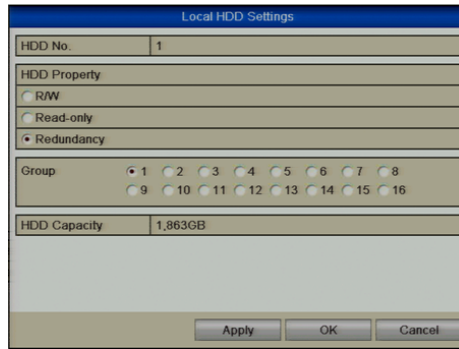 Local HDD Settings
HDD No. 1
HDD Property
R/W
Read-only
Redundancy
Group 1 2 3 4 5 6 7 8
9 10 11 12 13 14 15 16
HDD Capacity 1,863GB
Apply OK Cancel